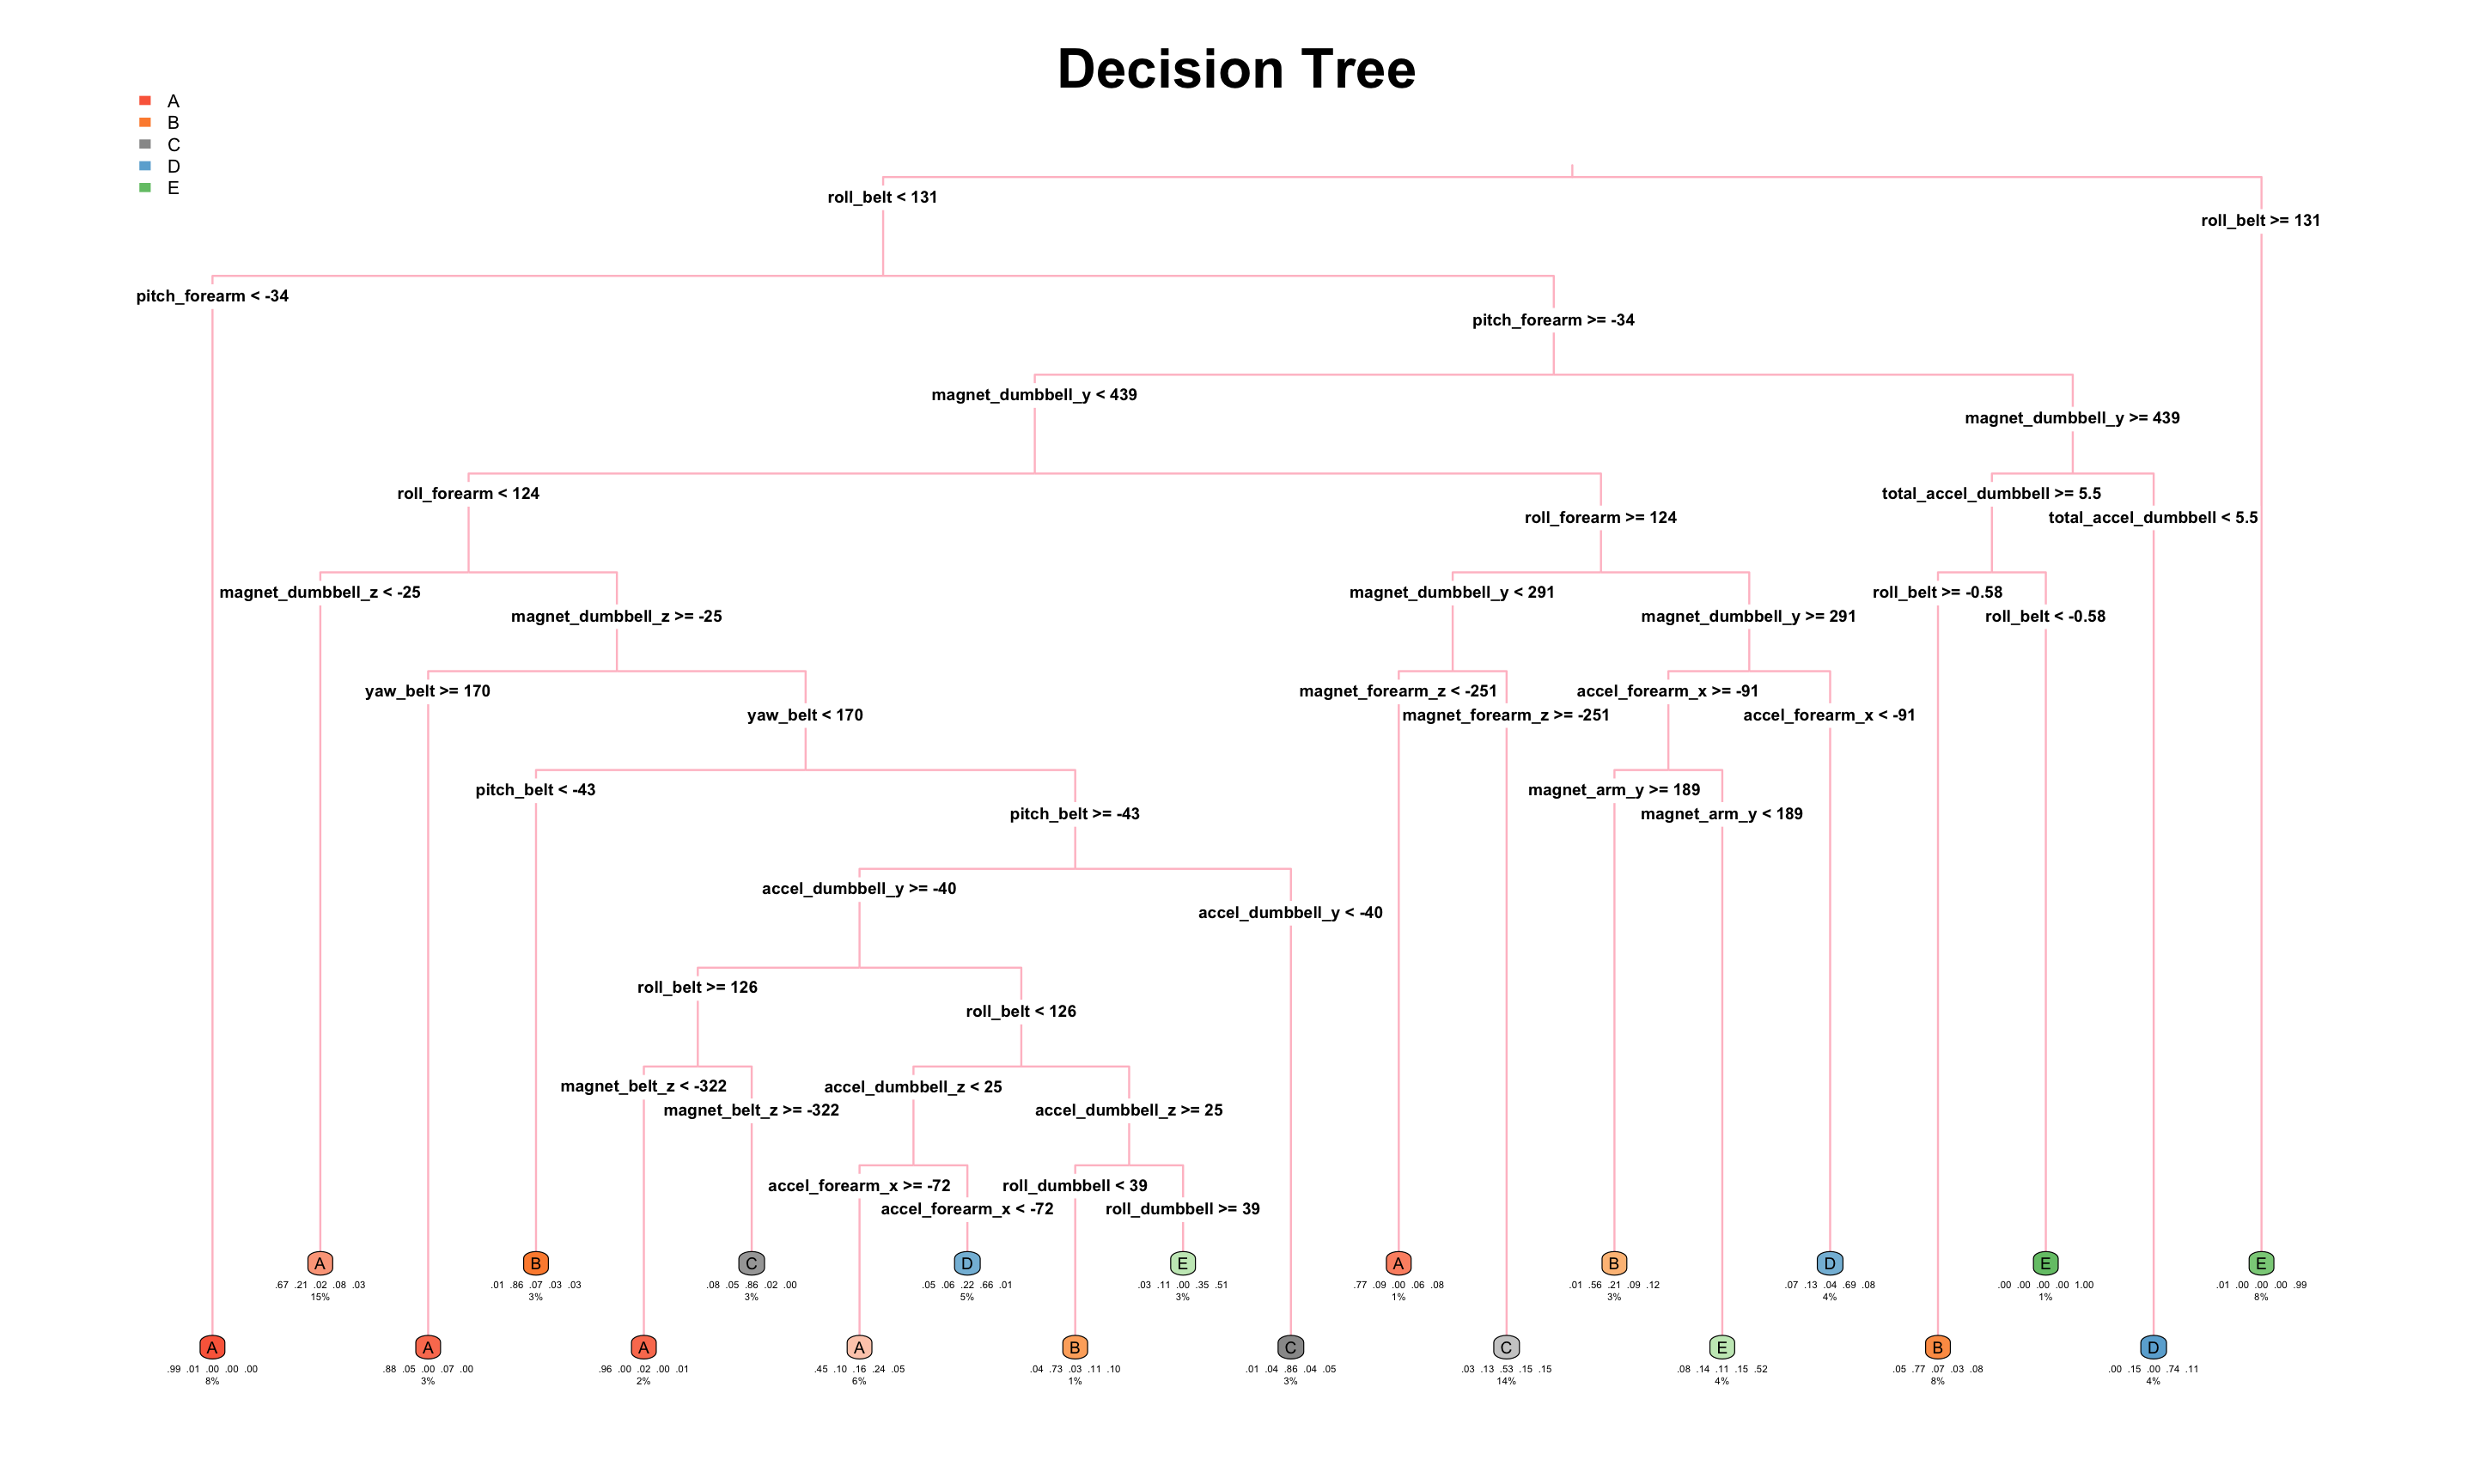 Decision Tree
A
B
C
D
E
roll_belt < 131
roll_belt >= 131
pitch_forearm < -34
pitch_forearm >= -34
magnet_dumbbell_y < 439
magnet_dumbbell_y >= 439
roll_forearm < 124
total_accel_dumbbell >= 5.5
roll_forearm >= 124
total_accel_dumbbell < 5.5
magnet_dumbbell_z < -25
magnet_dumbbell_y < 291
roll_belt >= -0.58
magnet_dumbbell_z >= -25
magnet_dumbbell_y >= 291
roll_belt < -0.58
yaw_belt >= 170
magnet_forearm_z < -251
accel_forearm_x >= -91
yaw_belt < 170
magnet_forearm_z >= -251
accel_forearm_x < -91
pitch_belt < -43
magnet_arm_y >= 189
pitch_belt >= -43
magnet_arm_y < 189
accel_dumbbell_y >= -40
accel_dumbbell_y < -40
roll_belt >= 126
roll_belt < 126
magnet_belt_z < -322
accel_dumbbell_z < 25
magnet_belt_z >= -322
accel_dumbbell_z >= 25
accel_forearm_x >= -72
roll_dumbbell < 39
accel_forearm_x < -72
roll_dumbbell >= 39
A
.67 .21 .02 .08 .03
15%
B
.01 .86 .07 .03 .03
3%
C
.08 .05 .86 .02 .00
3%
D
.05 .06 .22 .66 .01
5%
E
.03 .11 .00 .35 .51
3%
A
.77 .09 .00 .06 .08
1%
B
.01 .56 .21 .09 .12
3%
D
.07 .13 .04 .69 .08
4%
E
.00 .00 .00 .00 1.00
1%
E
.01 .00 .00 .00 .99
8%
A
.99 .01 .00 .00 .00
8%
A
.88 .05 .00 .07 .00
3%
A
.96 .00 .02 .00 .01
2%
A
.45 .10 .16 .24 .05
6%
B
.04 .73 .03 .11 .10
1%
C
.01 .04 .86 .04 .05
3%
C
.03 .13 .53 .15 .15
14%
E
.08 .14 .11 .15 .52
4%
B
.05 .77 .07 .03 .08
8%
D
.00 .15 .00 .74 .11
4%